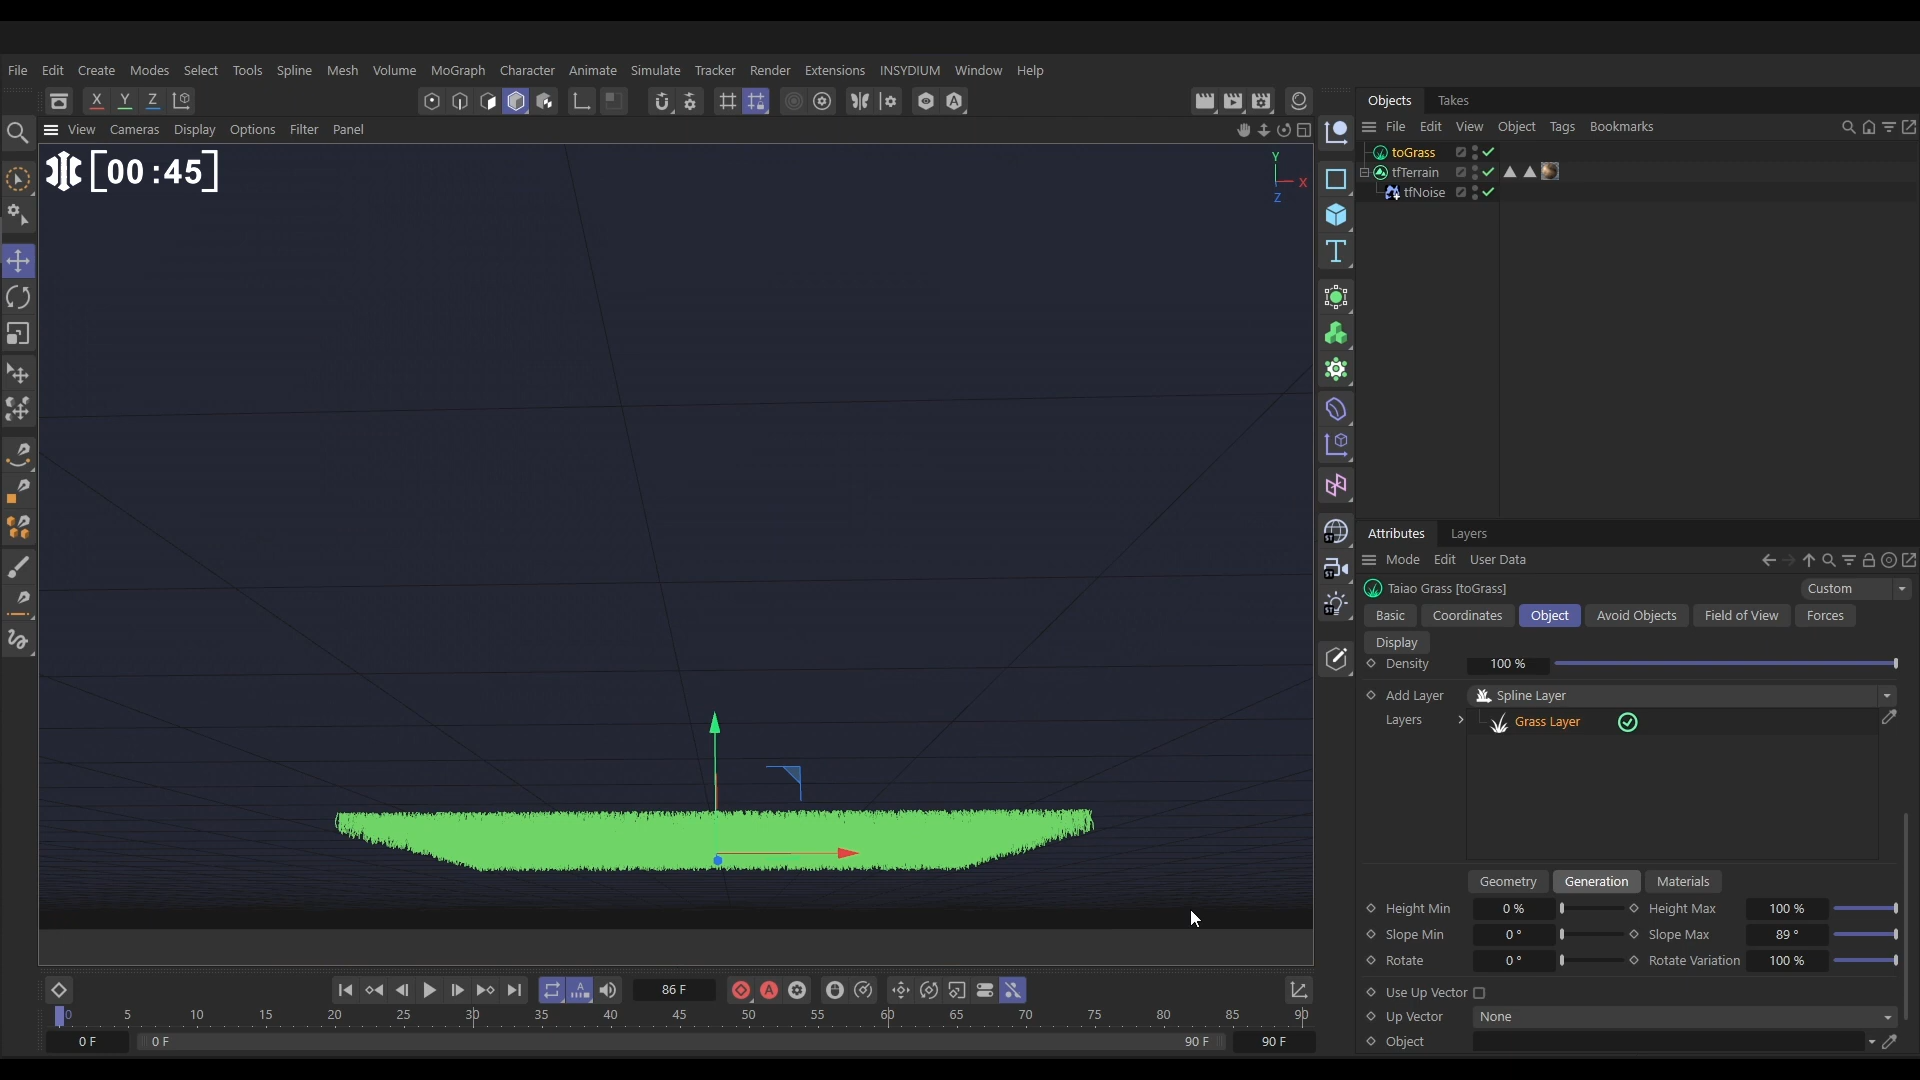 File Edit Create Modes Select Tools Spline Mesh Volume MoGraph Character Animate Simulate Tracker Render Extensions INSYDIUM Window Help
X Y Z
Objects Takes
View Cameras Display Options Filter Panel
File Edit View Object Tags Bookmarks
[00:45]
Y
X
Z
toGrass
tfTerrain
tfNoise
Attributes Layers
Mode Edit User Data
Taiao Grass [toGrass] Custom
Basic Coordinates Object Avoid Objects Field of View Forces
Display
Density 100 %
Add Layer Spline Layer
Layers Grass Layer
Geometry Generation Materials
Height Min 0 % Height Max 100 %
Slope Min 0 ° Slope Max 89 °
Rotate 0 ° Rotate Variation 100 %
Use Up Vector
Up Vector None
Object
86 F
0 5 10 15 20 25 30 35 40 45 50 55 60 65 70 75 80 85 90
0 F 0 F 90 F 90 F